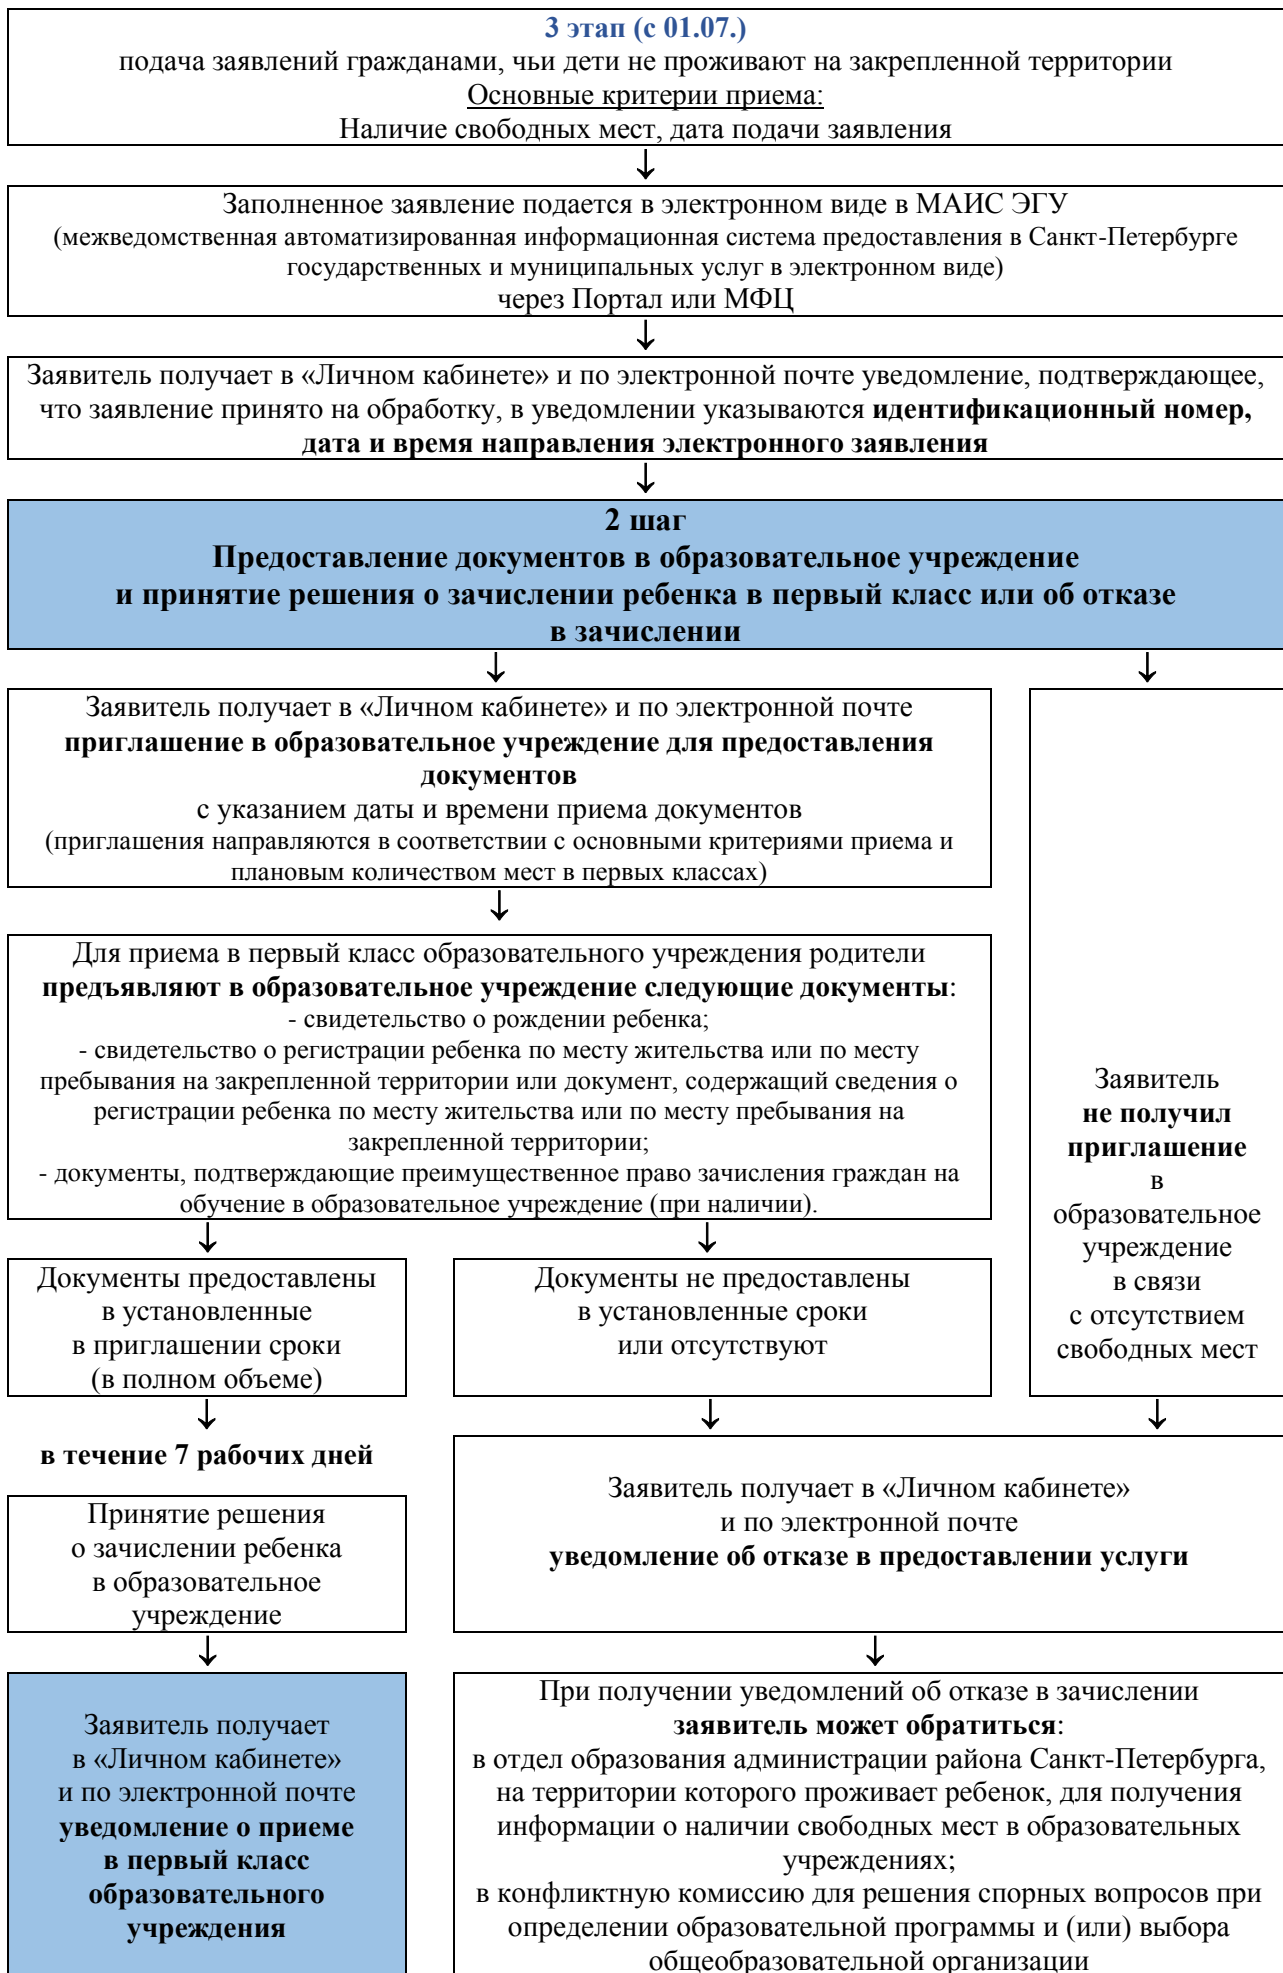 3 этап (с 01.07.)
подача заявлений гражданами, чьи дети не проживают на закрепленной территории
Основные критерии приема:
Наличие свободных мест, дата подачи заявления
Заполненное заявление подается в электронном виде в МАИС ЭГУ
(межведомственная автоматизированная информационная система предоставления в Санкт-Петербурге
государственных и муниципальных услуг в электронном виде)
через Портал или МФЦ
Заявитель получает в «Личном кабинете» и по электронной почте уведомление, подтверждающее,
что заявление принято на обработку, в уведомлении указываются идентификационный номер,
дата и время направления электронного заявления
2 шаг
Предоставление документов в образовательное учреждение
и принятие решения о зачислении ребенка в первый класс или об отказе
в зачислении
Заявитель получает в «Личном кабинете» и по электронной почте
приглашение в образовательное учреждение для предоставления
документов
с указанием даты и времени приема документов
(приглашения направляются в соответствии с основными критериями приема и
плановым количеством мест в первых классах)
Для приема в первый класс образовательного учреждения родители
предъявляют в образовательное учреждение следующие документы:
- свидетельство о рождении ребенка;
- свидетельство о регистрации ребенка по месту жительства или по месту
пребывания на закрепленной территории или документ, содержащий сведения о
регистрации ребенка по месту жительства или по месту пребывания на
закрепленной территории;
- документы, подтверждающие преимущественное право зачисления граждан на
обучение в образовательное учреждение (при наличии).
Заявитель
не получил
приглашение
в
образовательное
учреждение
в связи
с отсутствием
свободных мест
Документы предоставлены
в установленные
в приглашении сроки
(в полном объеме)
Документы не предоставлены
в установленные сроки
или отсутствуют
в течение 7 рабочих дней
Принятие решения
о зачислении ребенка
в образовательное
учреждение
Заявитель получает в «Личном кабинете»
и по электронной почте
уведомление об отказе в предоставлении услуги
Заявитель получает
в «Личном кабинете»
и по электронной почте
уведомление о приеме
в первый класс
образовательного
учреждения
При получении уведомлений об отказе в зачислении
заявитель может обратиться:
в отдел образования администрации района Санкт-Петербурга,
на территории которого проживает ребенок, для получения
информации о наличии свободных мест в образовательных
учреждениях;
в конфликтную комиссию для решения спорных вопросов при
определении образовательной программы и (или) выбора
общеобразовательной организации